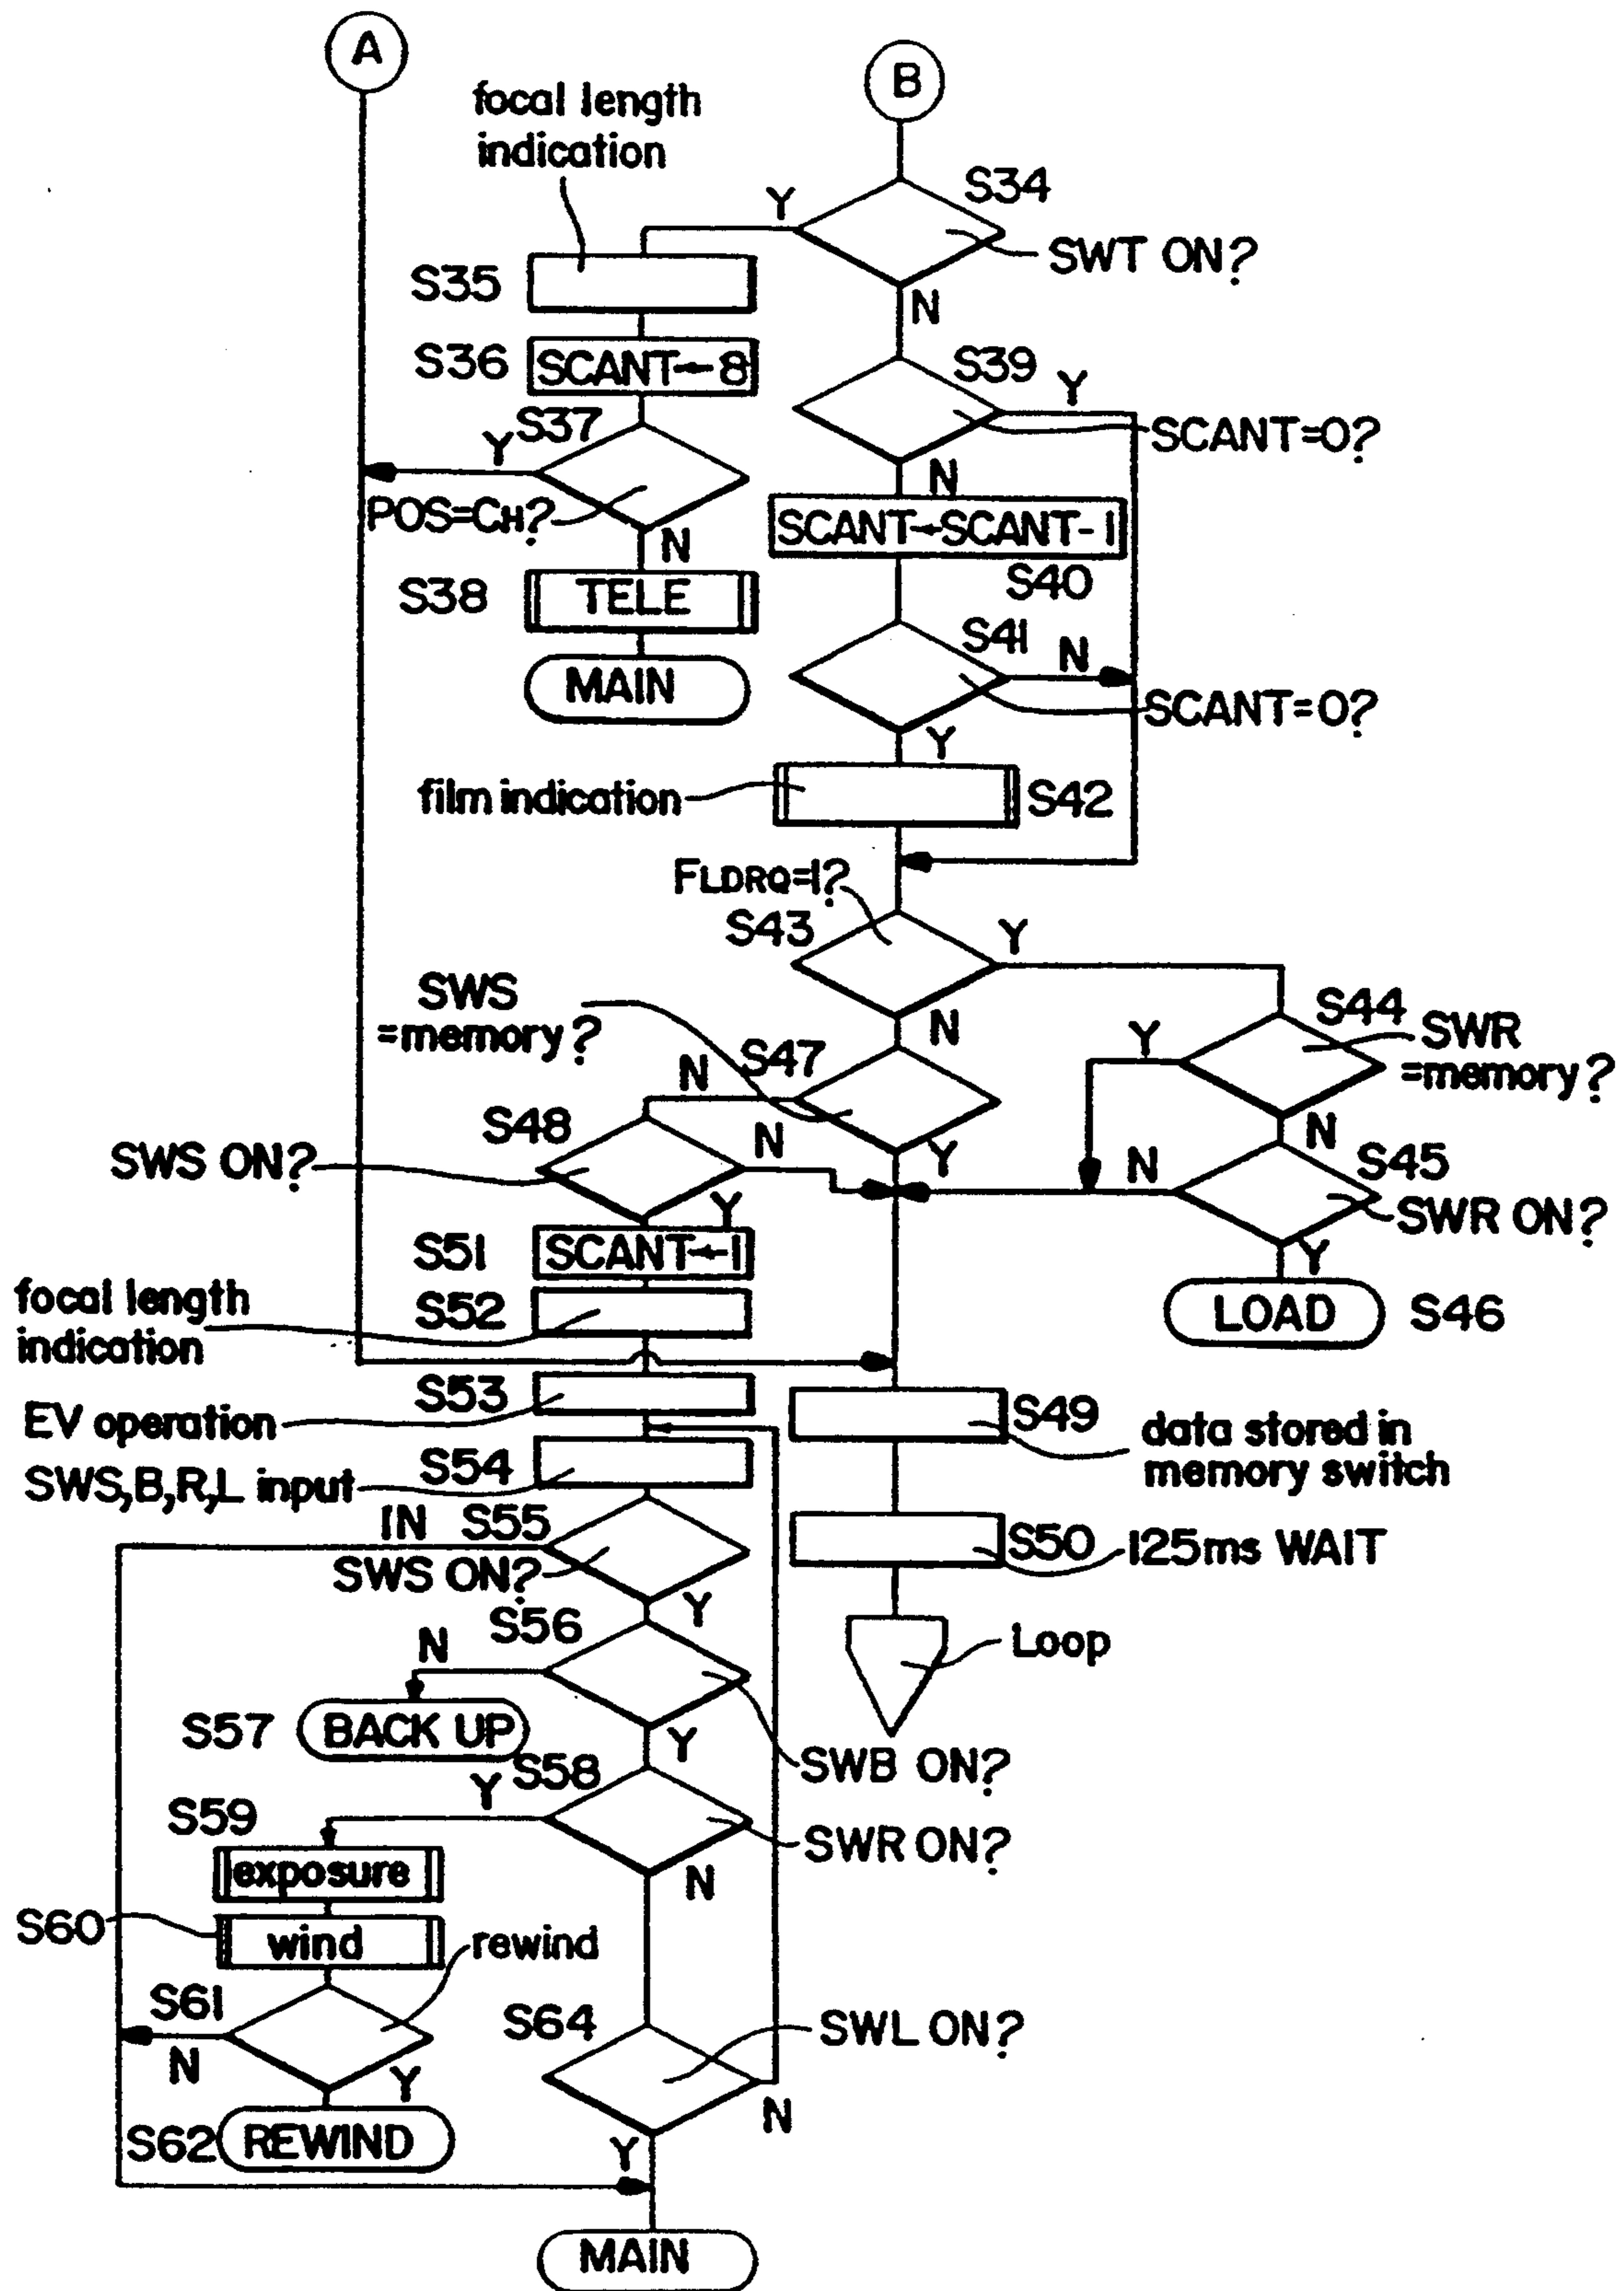 A
B
focal length
indication
S34
Y
SWT ON?
S35
N
S36
SCANT←8
S39
Y
SCANT=0?
S37
Y
POS=CH?
N
N
SCANT←SCANT-1
S40
S38
TELE
MAIN
S41
N
SCANT=0?
Y
film indication
S42
FLDRQ=1?
S43
Y
SWS
=memory?
N
S44
SWR
=memory?
Y
N
S47
N
S48
N
SWS ON?
Y
N
S45
SWR ON?
Y
Y
S51
SCANT←1
LOAD
S46
focal length
indication
S52
S53
EV operation
S49
data stored in
memory switch
S54
SWS,B,R,L input
IN
S55
SWS ON?
S50
125ms WAIT
Y
S56
N
Loop
S57
BACK UP
Y
SWB ON?
S58
Y
S59
SWR ON?
exposure
N
S60
wind
rewind
S61
S64
SWL ON?
N
Y
N
S62
REWIND
Y
MAIN